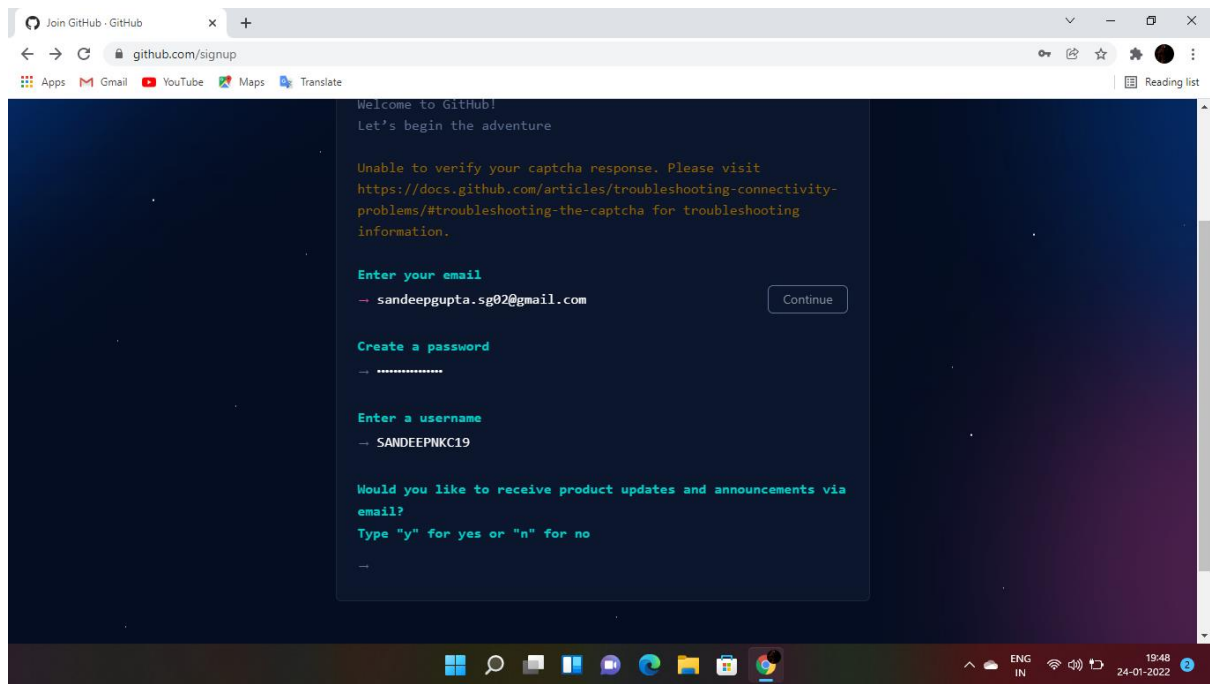 Join GitHub · GitHub
github.com/signup
Apps Gmail YouTube Maps Translate Reading list
Welcome to GitHub!
Let’s begin the adventure
Unable to verify your captcha response. Please visit
https://docs.github.com/articles/troubleshooting-connectivity-
problems/#troubleshooting-the-captcha for troubleshooting
information.
Enter your email
→ sandeepgupta.sg02@gmail.com Continue
Create a password
→ •••••••••••••••
Enter a username
→ SANDEEPNKC19
Would you like to receive product updates and announcements via
email?
Type "y" for yes or "n" for no
→
ENG 19:48
IN 24-01-2022 2